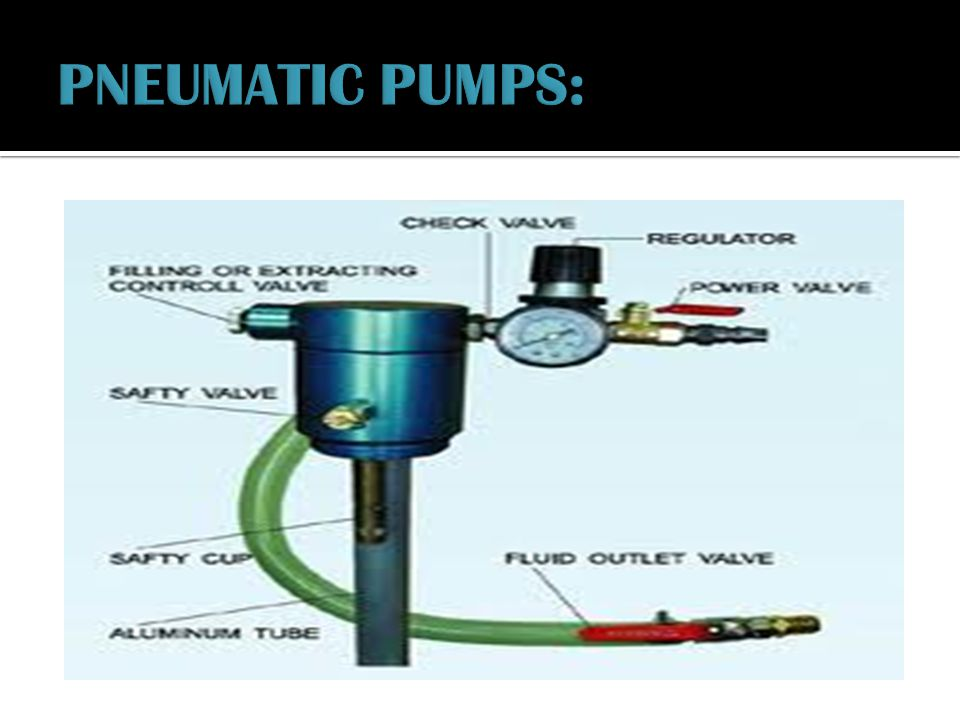 PNEUMATIC PUMPS:
CHECK VALVE
REGULATOR
FILLING OR EXTRACTING
CONTROLL VALVE
POWER VALVE
SAFTY VALVE
SAFTY CUP
FLUID OUTLET VALVE
ALUMINUM TUBE